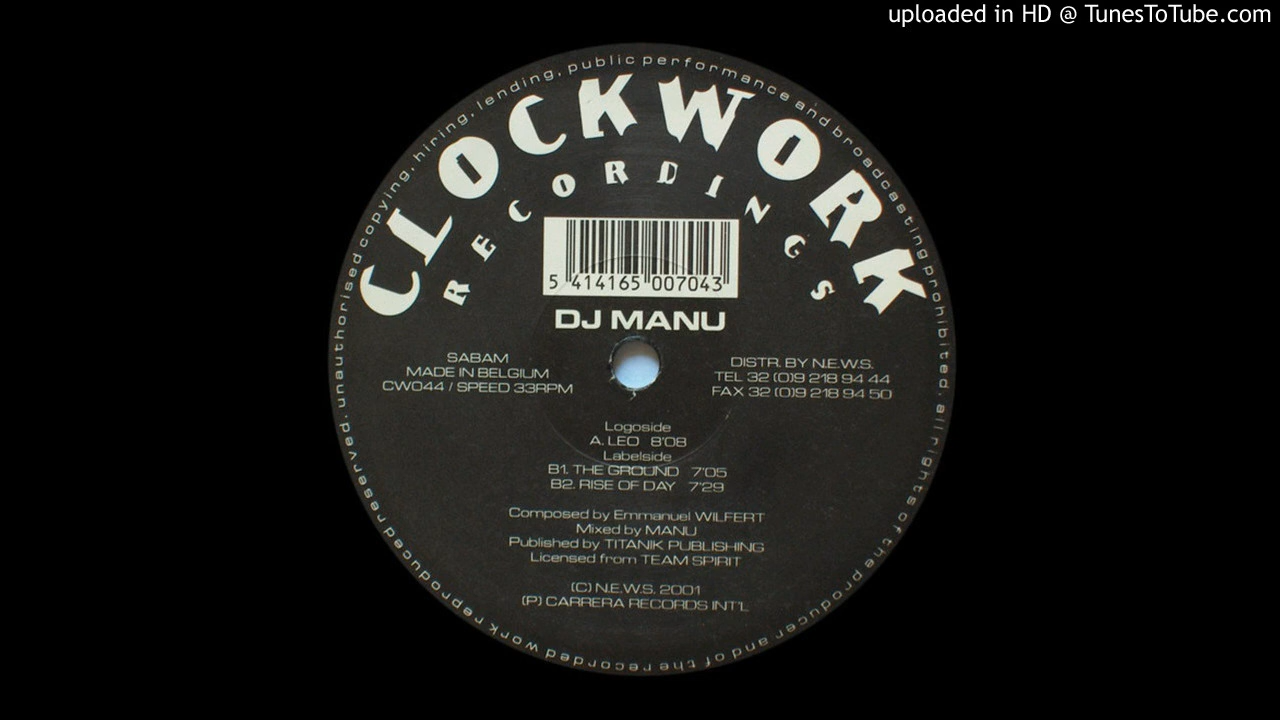 uploaded in HD @ TunesToTube.com
unauthorised copying, hiring, lending, public performance and broadcasting prohibited. all rights of the producer and of the recorded work reproduced reserved.
CLOCKWORK
RECORDINGS
5 414165 007043
DJ MANU
SABAM
MADE IN BELGIUM
CW044 / SPEED 33RPM
DISTR. BY N.E.W.S.
TEL 32 (0)9 218 94 44
FAX 32 (0)9 218 94 50
Logoside
A. LEO 8'08
Labelside
B1. THE GROUND 7'05
B2. RISE OF DAY 7'29
Composed by Emmanuel WILFERT
Mixed by MANU
Published by TITANIK PUBLISHING
Licensed from TEAM SPIRIT
(C) N.E.W.S. 2001
(P) CARRERA RECORDS INT'L